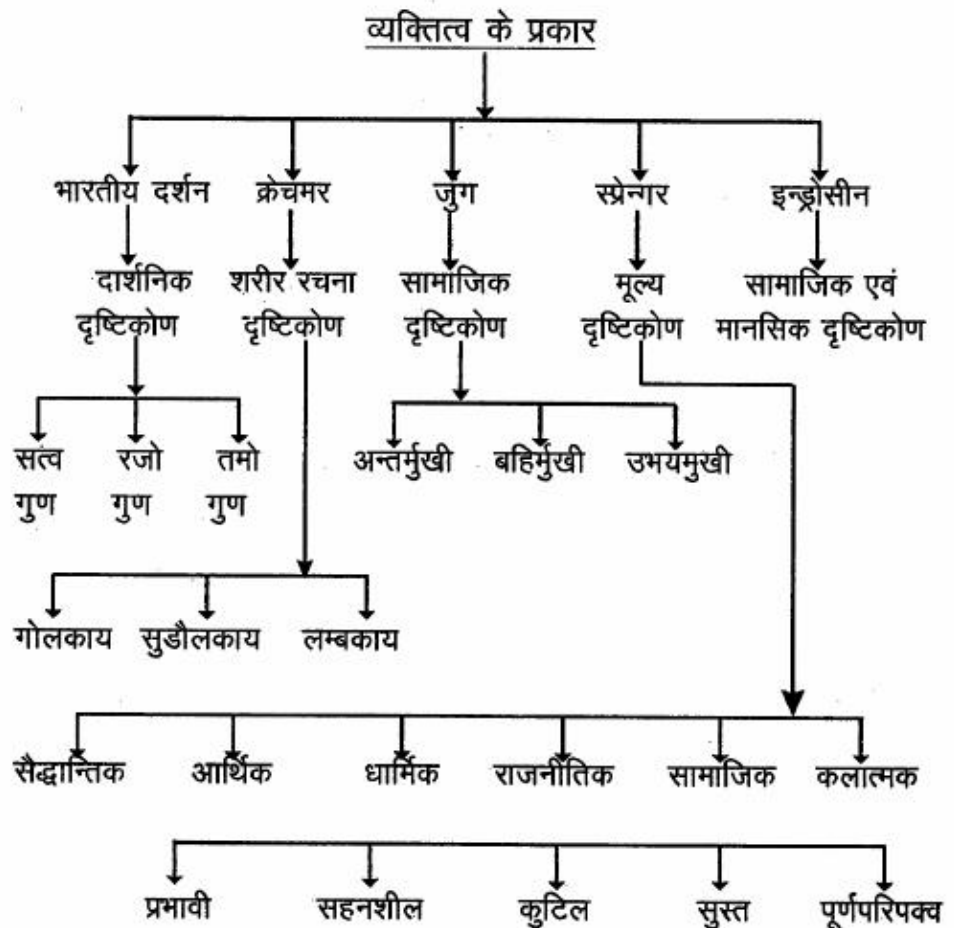 व्यक्तित्व के प्रकार
भारतीय दर्शन क्रेचमर जुंग स्प्रेन्गर इन्ड्रोसीन
दार्शनिक शरीर रचना सामाजिक मूल्य सामाजिक एवं
दृष्टिकोण दृष्टिकोण दृष्टिकोण दृष्टिकोण मानसिक दृष्टिकोण
सत्व रजो तमो अन्तर्मुखी बहिर्मुखी उभयमुखी
गुण गुण गुण
गोलकाय सुडौलकाय लम्बकाय
सैद्धान्तिक आर्थिक धार्मिक राजनीतिक सामाजिक कलात्मक
प्रभावी सहनशील कुटिल सुस्त पूर्णपरिपक्व